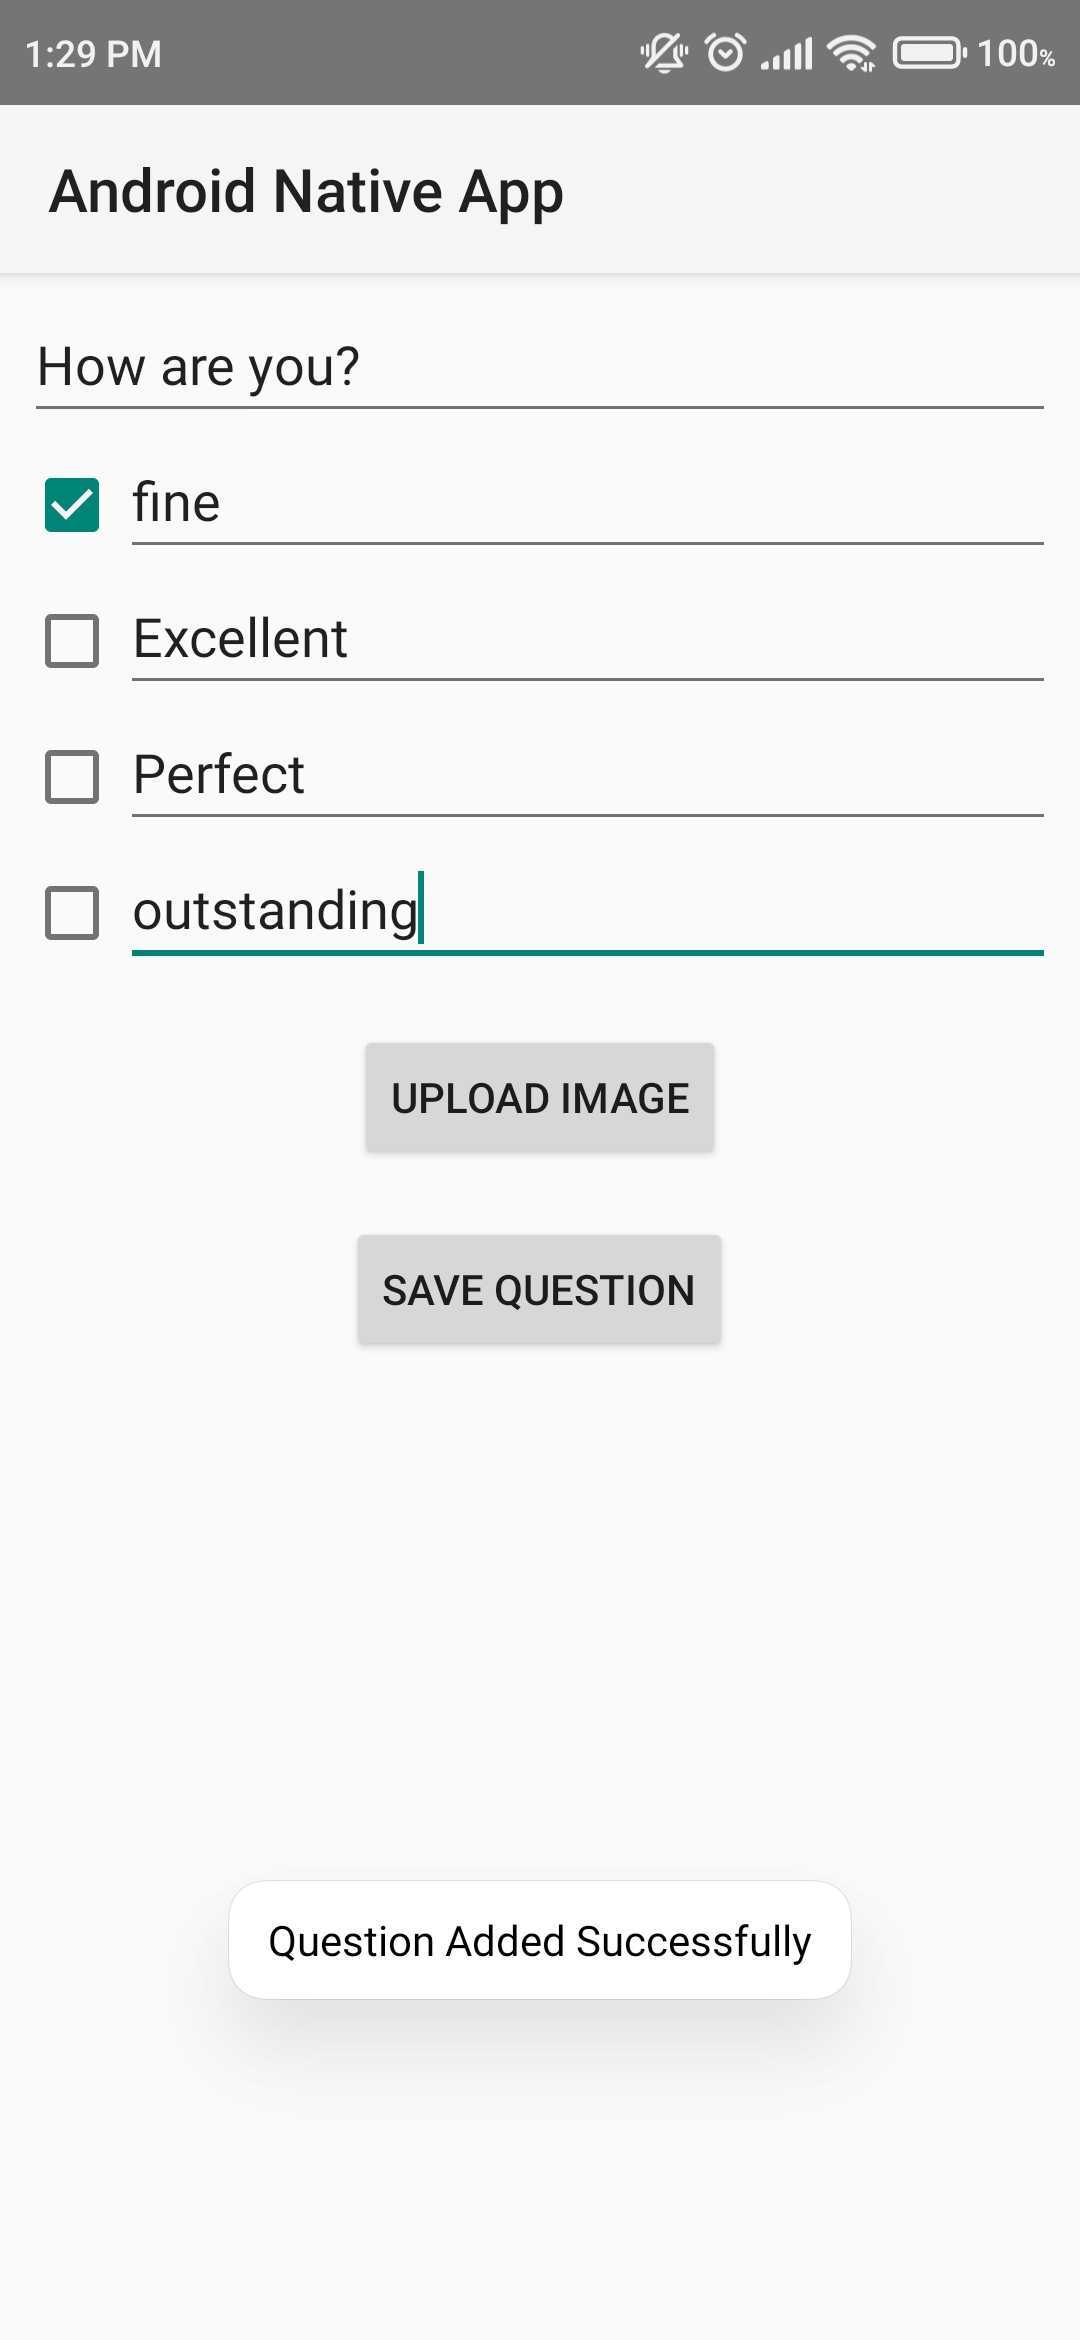 1:29 PM 100%
Android Native App
How are you?
fine
Excellent
Perfect
outstanding
UPLOAD IMAGE
SAVE QUESTION
Question Added Successfully